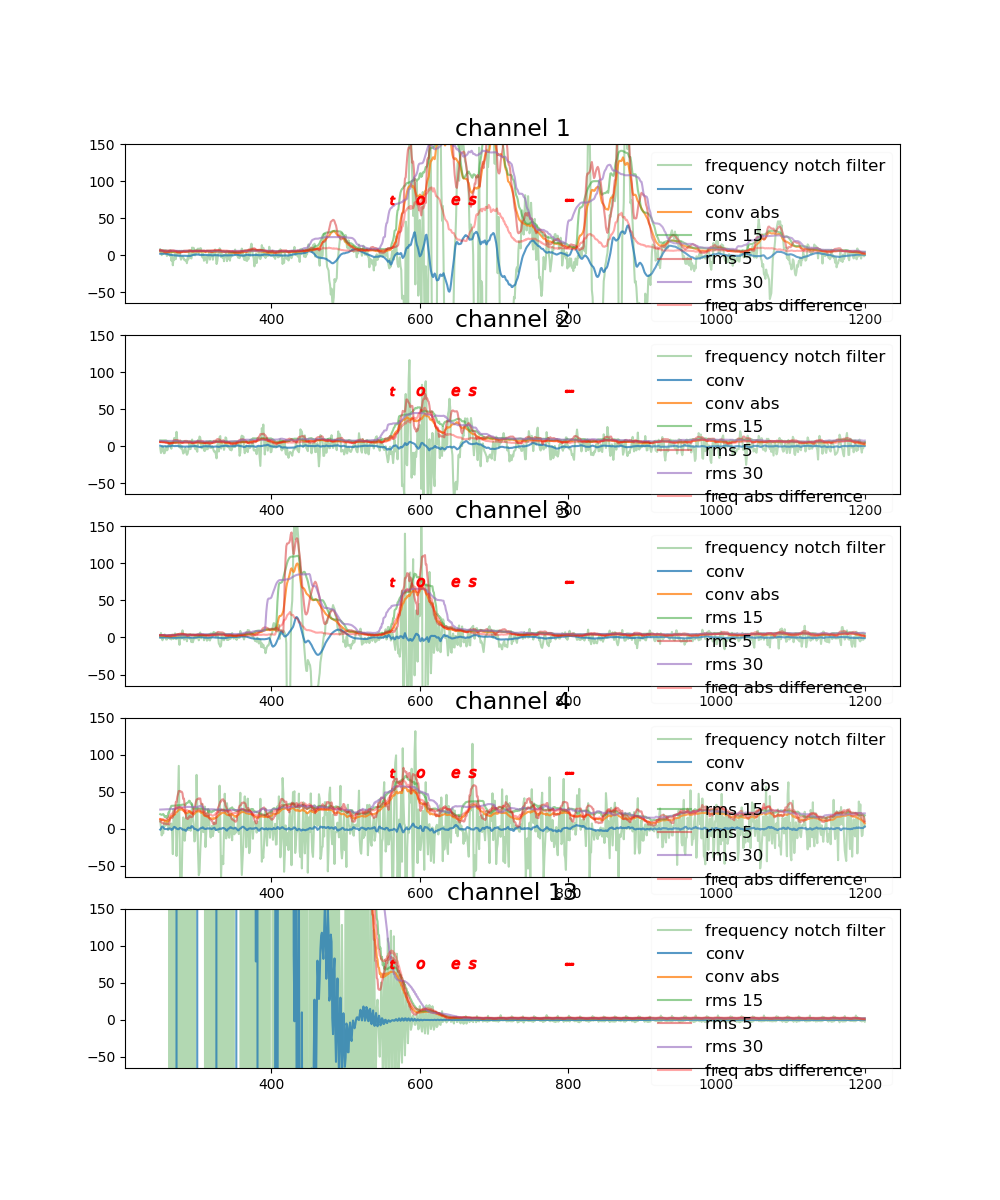 channel 1
150
100
50
0
−50
t o e s –
frequency notch filter
conv
conv abs
rms 15
rms 5
rms 30
freq abs difference
400 600 800 1000 1200
channel 2
150
100
50
0
−50
t o e s –
frequency notch filter
conv
conv abs
rms 15
rms 5
rms 30
freq abs difference
400 600 800 1000 1200
channel 3
150
100
50
0
−50
t o e s –
frequency notch filter
conv
conv abs
rms 15
rms 5
rms 30
freq abs difference
400 600 800 1000 1200
channel 4
150
100
50
0
−50
t o e s –
frequency notch filter
conv
conv abs
rms 15
rms 5
rms 30
freq abs difference
400 600 800 1000 1200
channel 13
150
100
50
0
−50
t o e s –
frequency notch filter
conv
conv abs
rms 15
rms 5
rms 30
freq abs difference
400 600 800 1000 1200